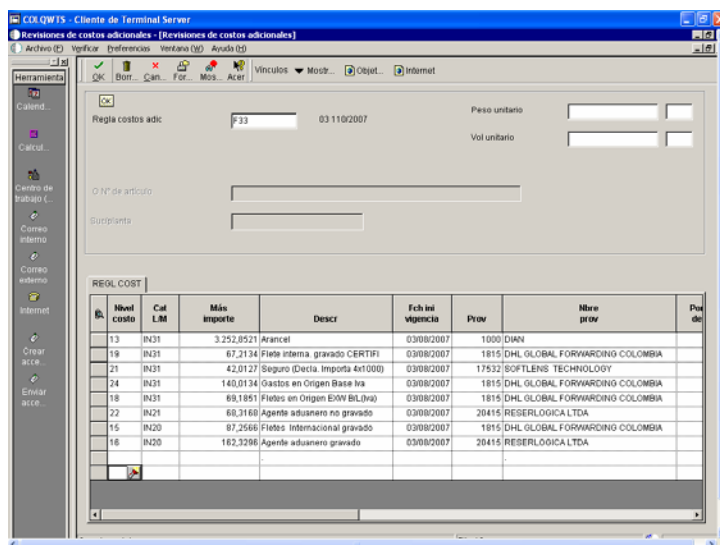 COLQWTS - Cliente de Terminal Server
Revisiones de costos adicionales - [Revisiones de costos adicionales]
Archivo (F) Verificar Preferencias Ventana (W) Ayuda (H)
Herramienta
OK Borr... Can... For... Mos... Acer Vínculos Mostr... Objet... Internet
Calend...
Calcul...
Centro de trabajo (...
Correo interno
Correo externo
Internet
Crear acce...
Enviar acce...
OK
Regla costos adic F33 03 110/2007
Peso unitario
Vol unitario
O Nº de artículo
Suc/planta
REGL COST
Nivel costo Cat L/M Más importe Descr Fch ini vigencia Prov Nbre prov
13 IN31 3.252,8521 Arancel 03/08/2007 1000 DIAN
19 IN31 67,2134 Flete interna. gravado CERTIFI 03/08/2007 1815 DHL GLOBAL FORWARDING COLOMBIA
21 IN31 42,0127 Seguro (Decla. Importa 4x1000) 03/08/2007 17532 SOFTLENS TECHNOLOGY
24 IN31 140,0134 Gastos en Origen Base Iva 03/08/2007 1815 DHL GLOBAL FORWARDING COLOMBIA
18 IN31 69,1851 Fletes en Origen EXW B/L(Iva) 03/08/2007 1815 DHL GLOBAL FORWARDING COLOMBIA
22 IN21 68,3168 Agente aduanero no gravado 03/08/2007 20415 RESERLOGICA LTDA
15 IN20 87,2566 Fletes Internacional gravado 03/08/2007 1815 DHL GLOBAL FORWARDING COLOMBIA
16 IN20 162,3296 Agente aduanero gravado 03/08/2007 20415 RESERLOGICA LTDA